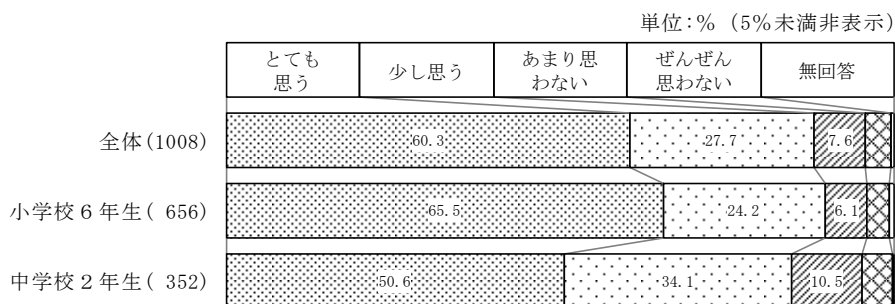 単位：％（5％未満非表示）
とても
思う
少し思う
あまり思
わない
ぜんぜん
思わない
無回答
全体(1008)
60.3
27.7
7.6
小学校６年生( 656)
65.5
24.2
6.1
中学校２年生( 352)
50.6
34.1
10.5